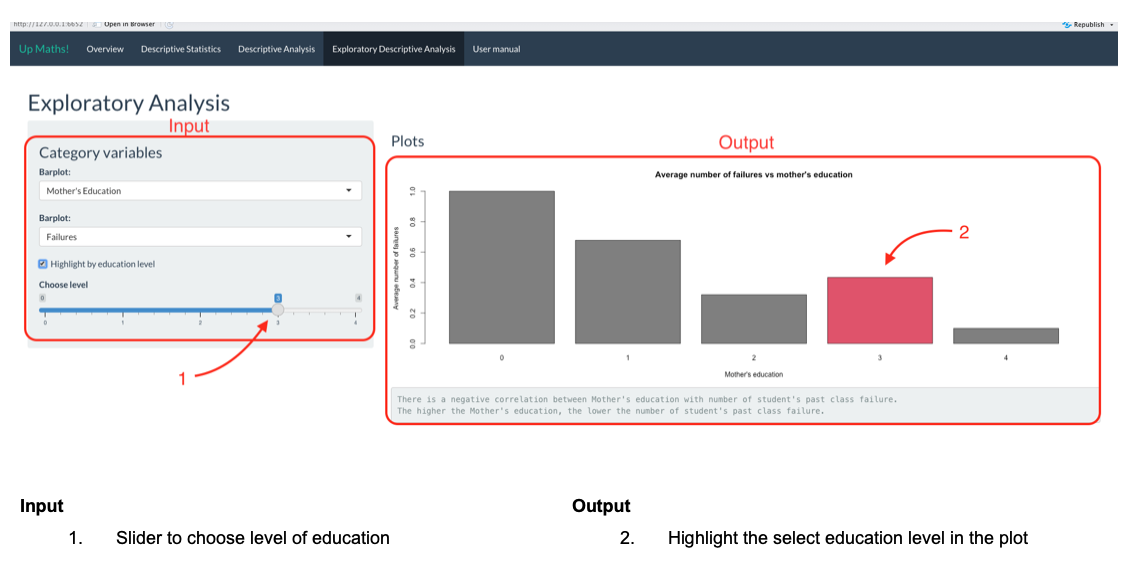 http://127.0.0.1:6652 Open in Browser Republish
Up Maths! Overview Descriptive Statistics Descriptive Analysis Exploratory Descriptive Analysis User manual
Exploratory Analysis
Input
Category variables
Barplot:
Mother's Education
Barplot:
Failures
Highlight by education level
Choose level
0 3 4
0 1 2 3 4
1
Plots
Output
Average number of failures vs mother's education
Average number of failures
1.0
0.8
0.6
0.4
0.2
0.0
2
0 1 2 3 4
Mother's education
There is a negative correlation between Mother's education with number of student's past class failure.
The higher the Mother's education, the lower the number of student's past class failure.
Input
1. Slider to choose level of education
Output
2. Highlight the select education level in the plot